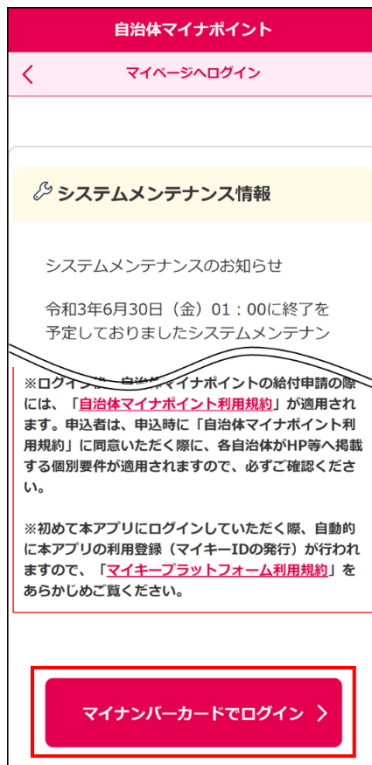 自治体マイナポイント
マイページへログイン
システムメンテナンス情報
システムメンテナンスのお知らせ
令和3年6月30日（金）01：00に終了を
予定しておりましたシステムメンテナン
※ログイン後、自治体マイナポイントの給付申請の際
には、「自治体マイナポイント利用規約」が適用され
ます。申込者は、申込時に「自治体マイナポイント利
用規約」に同意いただく際に、各自治体がHP等へ掲載
する個別要件が適用されますので、必ずご確認くださ
い。
※初めて本アプリにログインしていただく際、自動的
に本アプリの利用登録（マイキーIDの発行）が行われ
ますので、「マイキープラットフォーム利用規約」を
あらかじめご覧ください。
マイナンバーカードでログイン